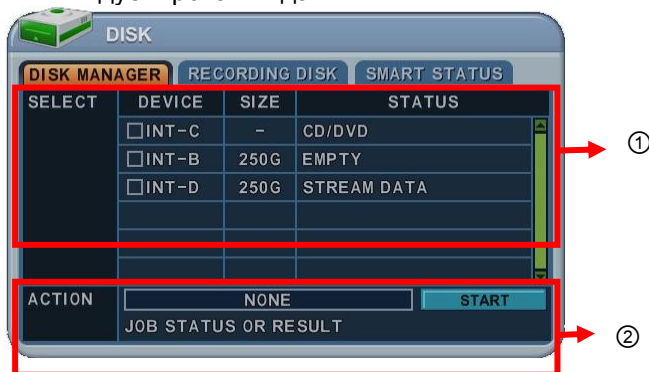 DISK
DISK MANAGER RECORDING DISK SMART STATUS
SELECT DEVICE SIZE STATUS
INT-C - CD/DVD
①
INT-B 250G EMPTY
INT-D 250G STREAM DATA
ACTION NONE START
JOB STATUS OR RESULT
②